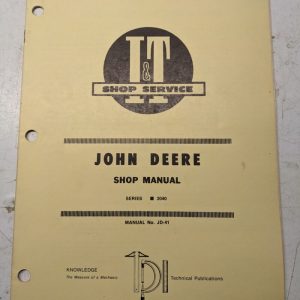 I&T
SHOP SERVICE
JOHN DEERE
SHOP MANUAL
SERIES ■ 2040
MANUAL No. JD-41
KNOWLEDGE
The Measure of a Mechanic
Technical Publications